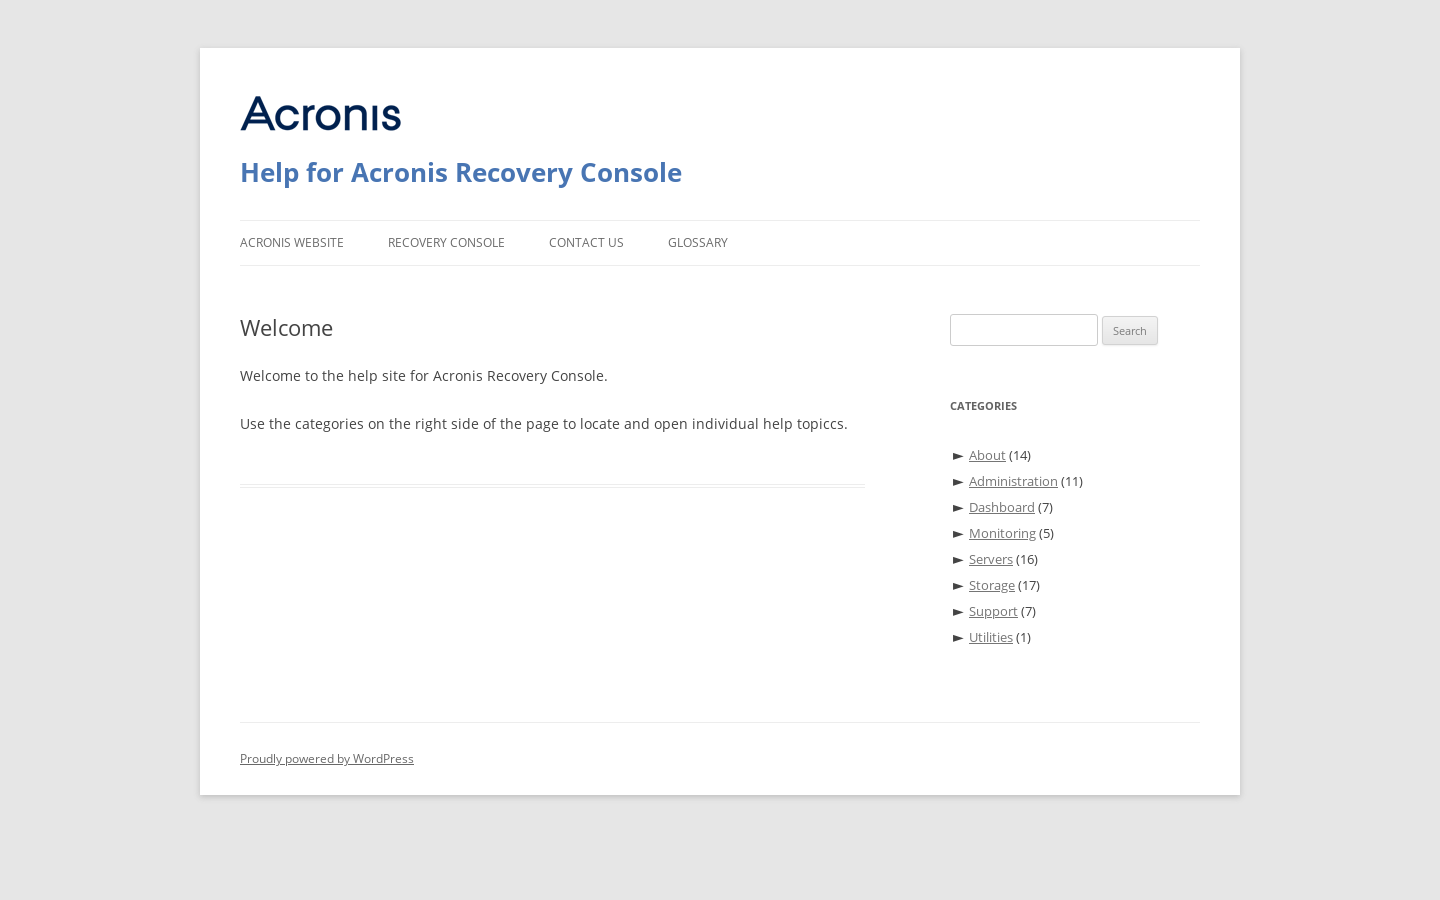 Acronis
Help for Acronis Recovery Console
ACRONIS WEBSITE
RECOVERY CONSOLE
CONTACT US
GLOSSARY
Welcome
Welcome to the help site for Acronis Recovery Console.
Use the categories on the right side of the page to locate and open individual help topiccs.
Search
CATEGORIES
► About (14)
► Administration (11)
► Dashboard (7)
► Monitoring (5)
► Servers (16)
► Storage (17)
► Support (7)
► Utilities (1)
Proudly powered by WordPress